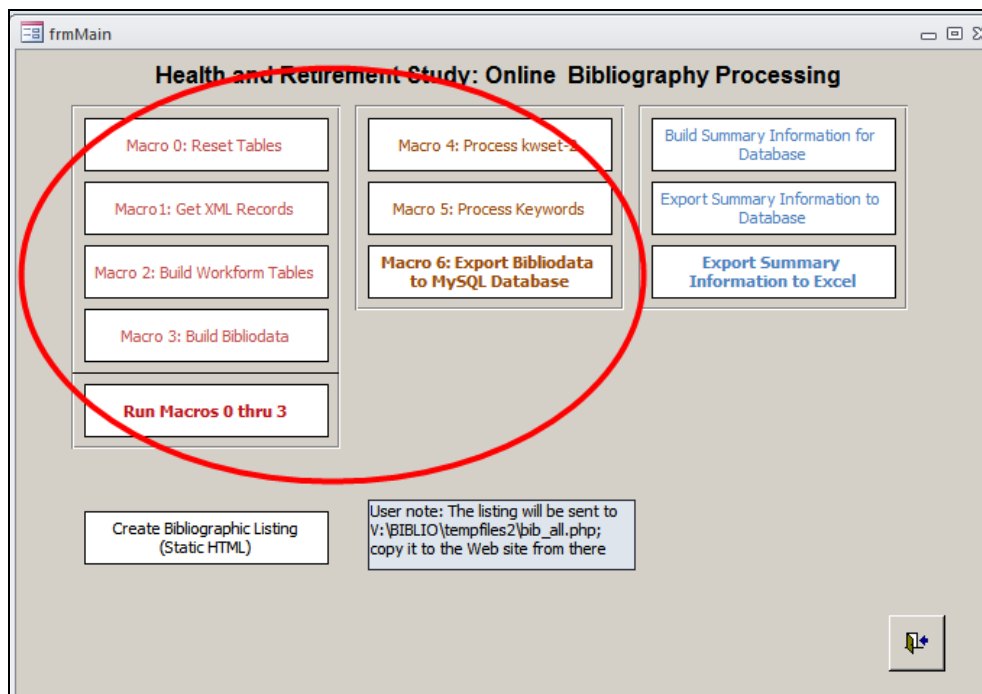 frmMain
Health and Retirement Study: Online Bibliography Processing
Macro 0: Reset Tables
Macro1: Get XML Records
Macro 2: Build Workform Tables
Macro 3: Build Bibliodata
Run Macros 0 thru 3
Macro 4: Process kwset-2
Macro 5: Process Keywords
Macro 6: Export Bibliodata
to MySQL Database
Build Summary Information for
Database
Export Summary Information to
Database
Export Summary
Information to Excel
Create Bibliographic Listing
(Static HTML)
User note: The listing will be sent to
V:\BIBLIO\tempfiles2\bib_all.php;
copy it to the Web site from there